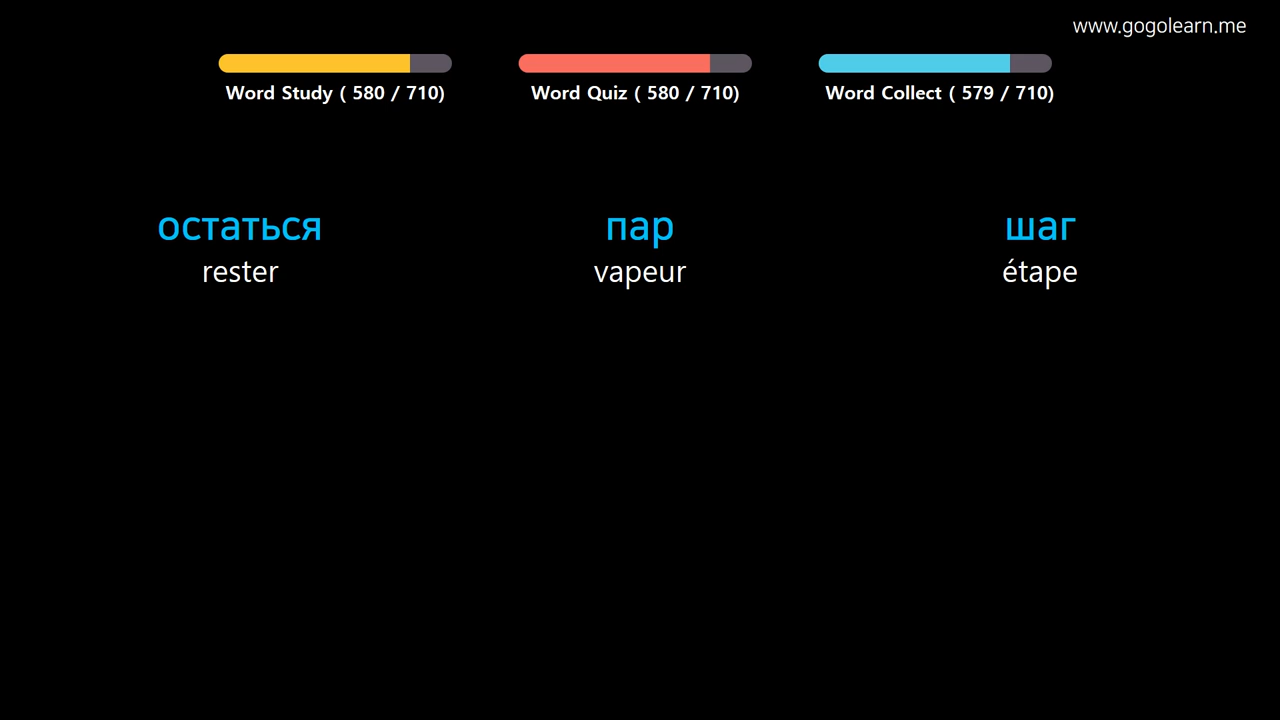 www.gogolearn.me
Word Study ( 580 / 710)
Word Quiz ( 580 / 710)
Word Collect ( 579 / 710)
остаться
rester
пар
vapeur
шаг
étape